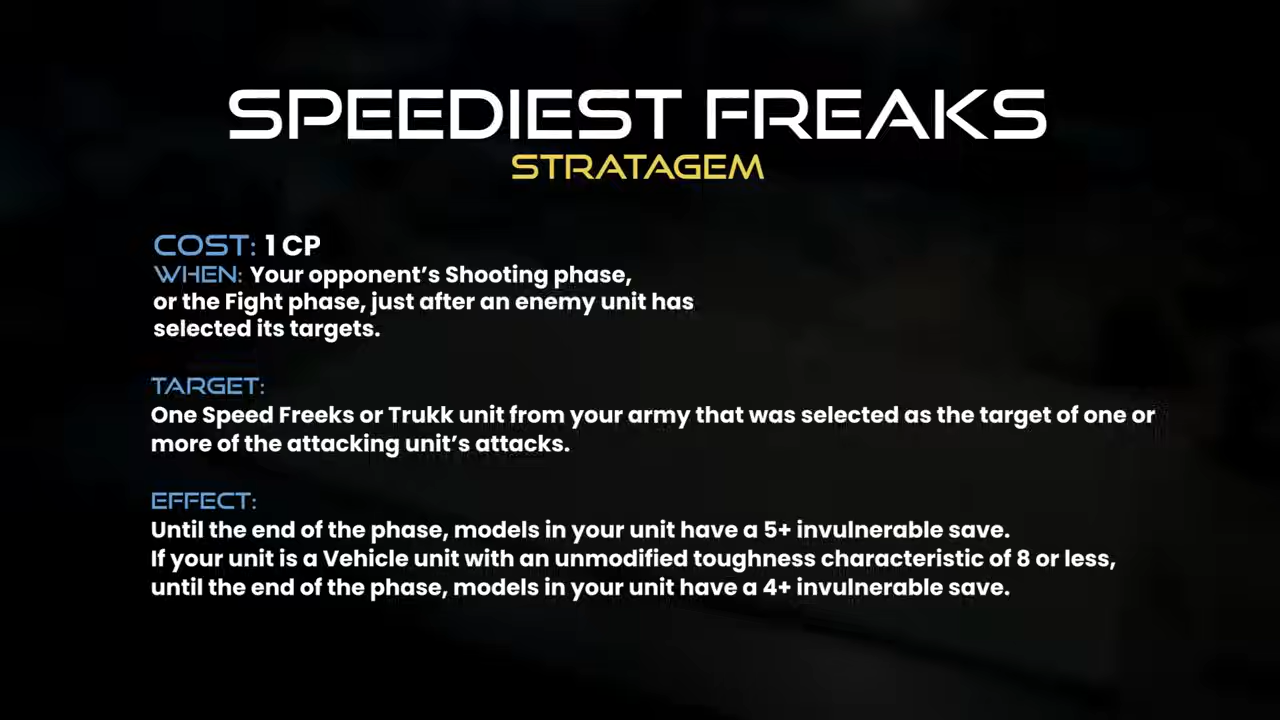 SPEEDIEST FREAKS
STRATAGEM
COST: 1 CP
WHEN: Your opponent's Shooting phase,
or the Fight phase, just after an enemy unit has
selected its targets.
TARGET:
One Speed Freeks or Trukk unit from your army that was selected as the target of one or
more of the attacking unit's attacks.
EFFECT:
Until the end of the phase, models in your unit have a 5+ invulnerable save.
If your unit is a Vehicle unit with an unmodified toughness characteristic of 8 or less,
until the end of the phase, models in your unit have a 4+ invulnerable save.